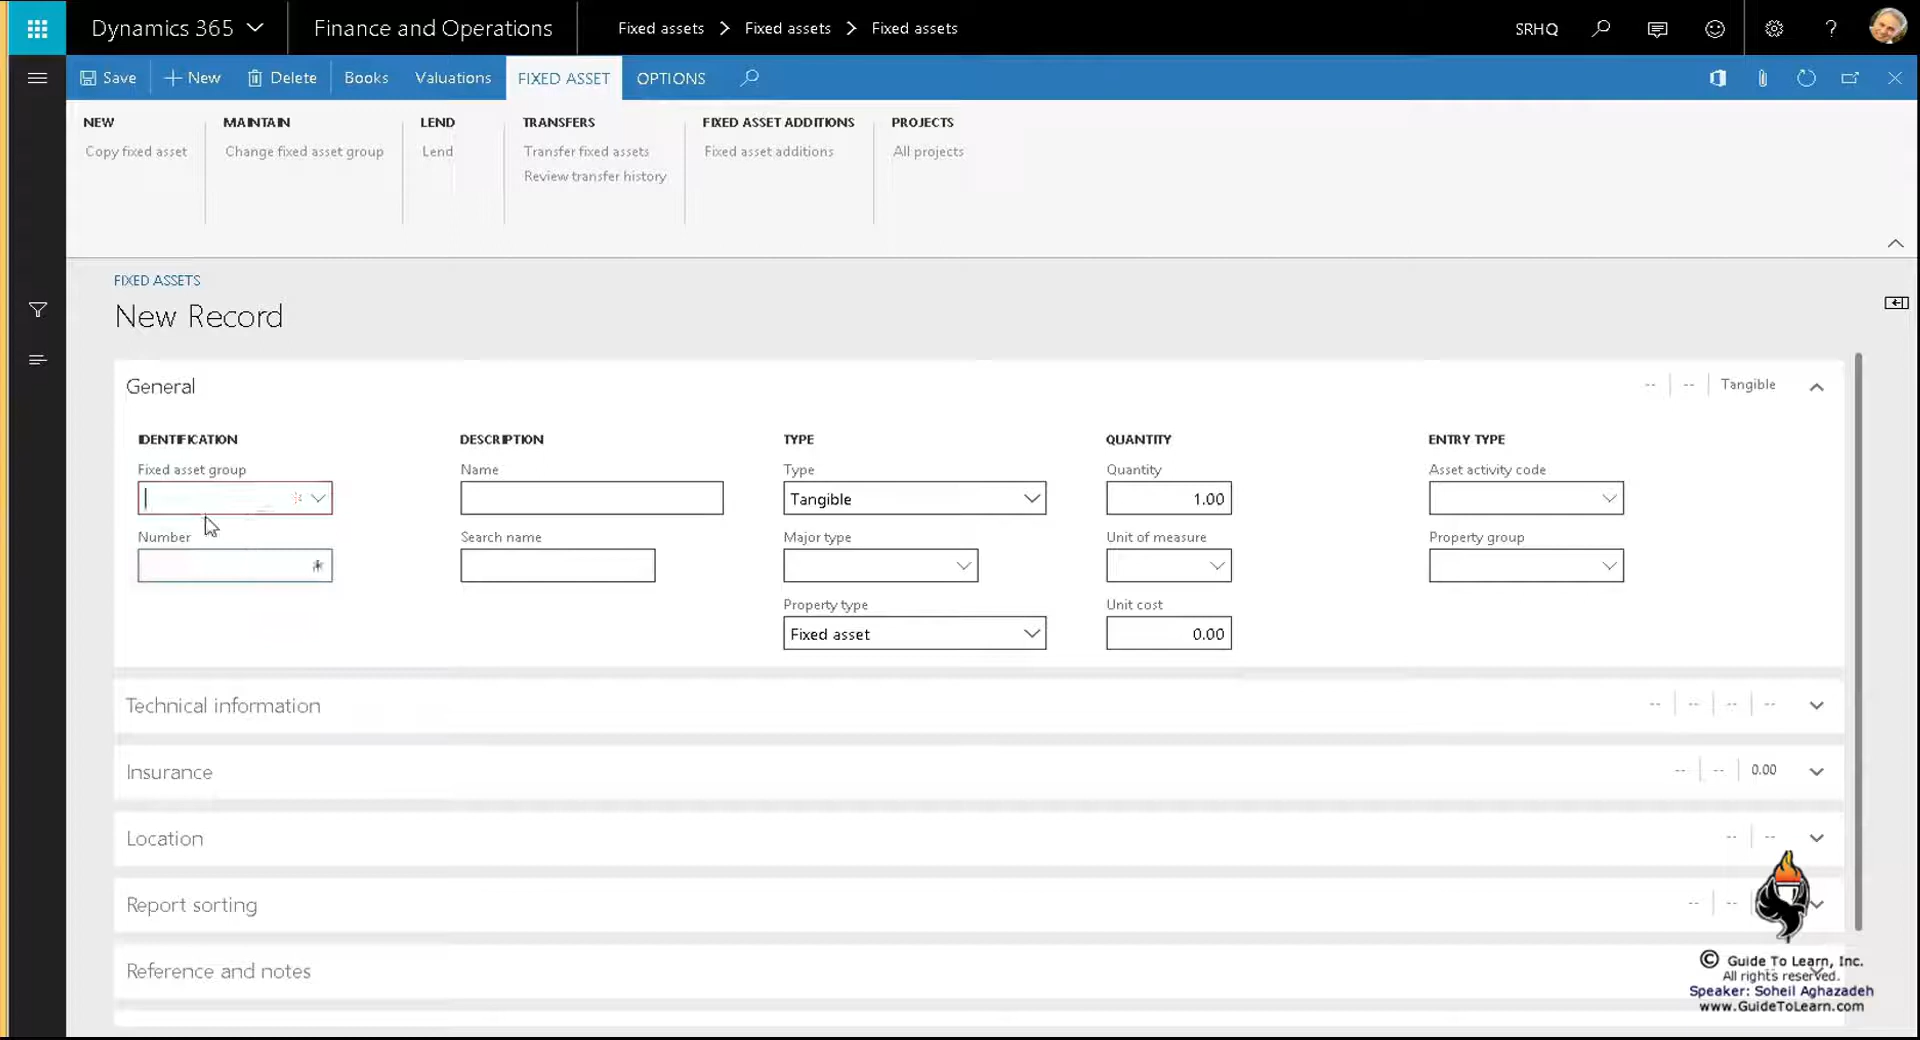 Dynamics 365
Finance and Operations
Fixed assets > Fixed assets > Fixed assets
SRHQ
?
Save
+ New
Delete
Books
Valuations
FIXED ASSET
OPTIONS
NEW
MAINTAIN
LEND
TRANSFERS
FIXED ASSET ADDITIONS
PROJECTS
Copy fixed asset
Change fixed asset group
Lend
Transfer fixed assets
Fixed asset additions
All projects
Review transfer history
FIXED ASSETS
New Record
General
-- | -- | Tangible
IDENTIFICATION
DESCRIPTION
TYPE
QUANTITY
ENTRY TYPE
Fixed asset group
Name
Type
Quantity
Asset activity code
Tangible
1.00
Number
Search name
Major type
Unit of measure
Property group
Property type
Unit cost
Fixed asset
0.00
Technical information
-- | -- | -- | --
Insurance
-- | -- | 0.00
Location
-- | --
Report sorting
-- | --
Reference and notes
© Guide To Learn, Inc.
All rights reserved.
Speaker: Soheil Aghazadeh
www.GuideToLearn.com